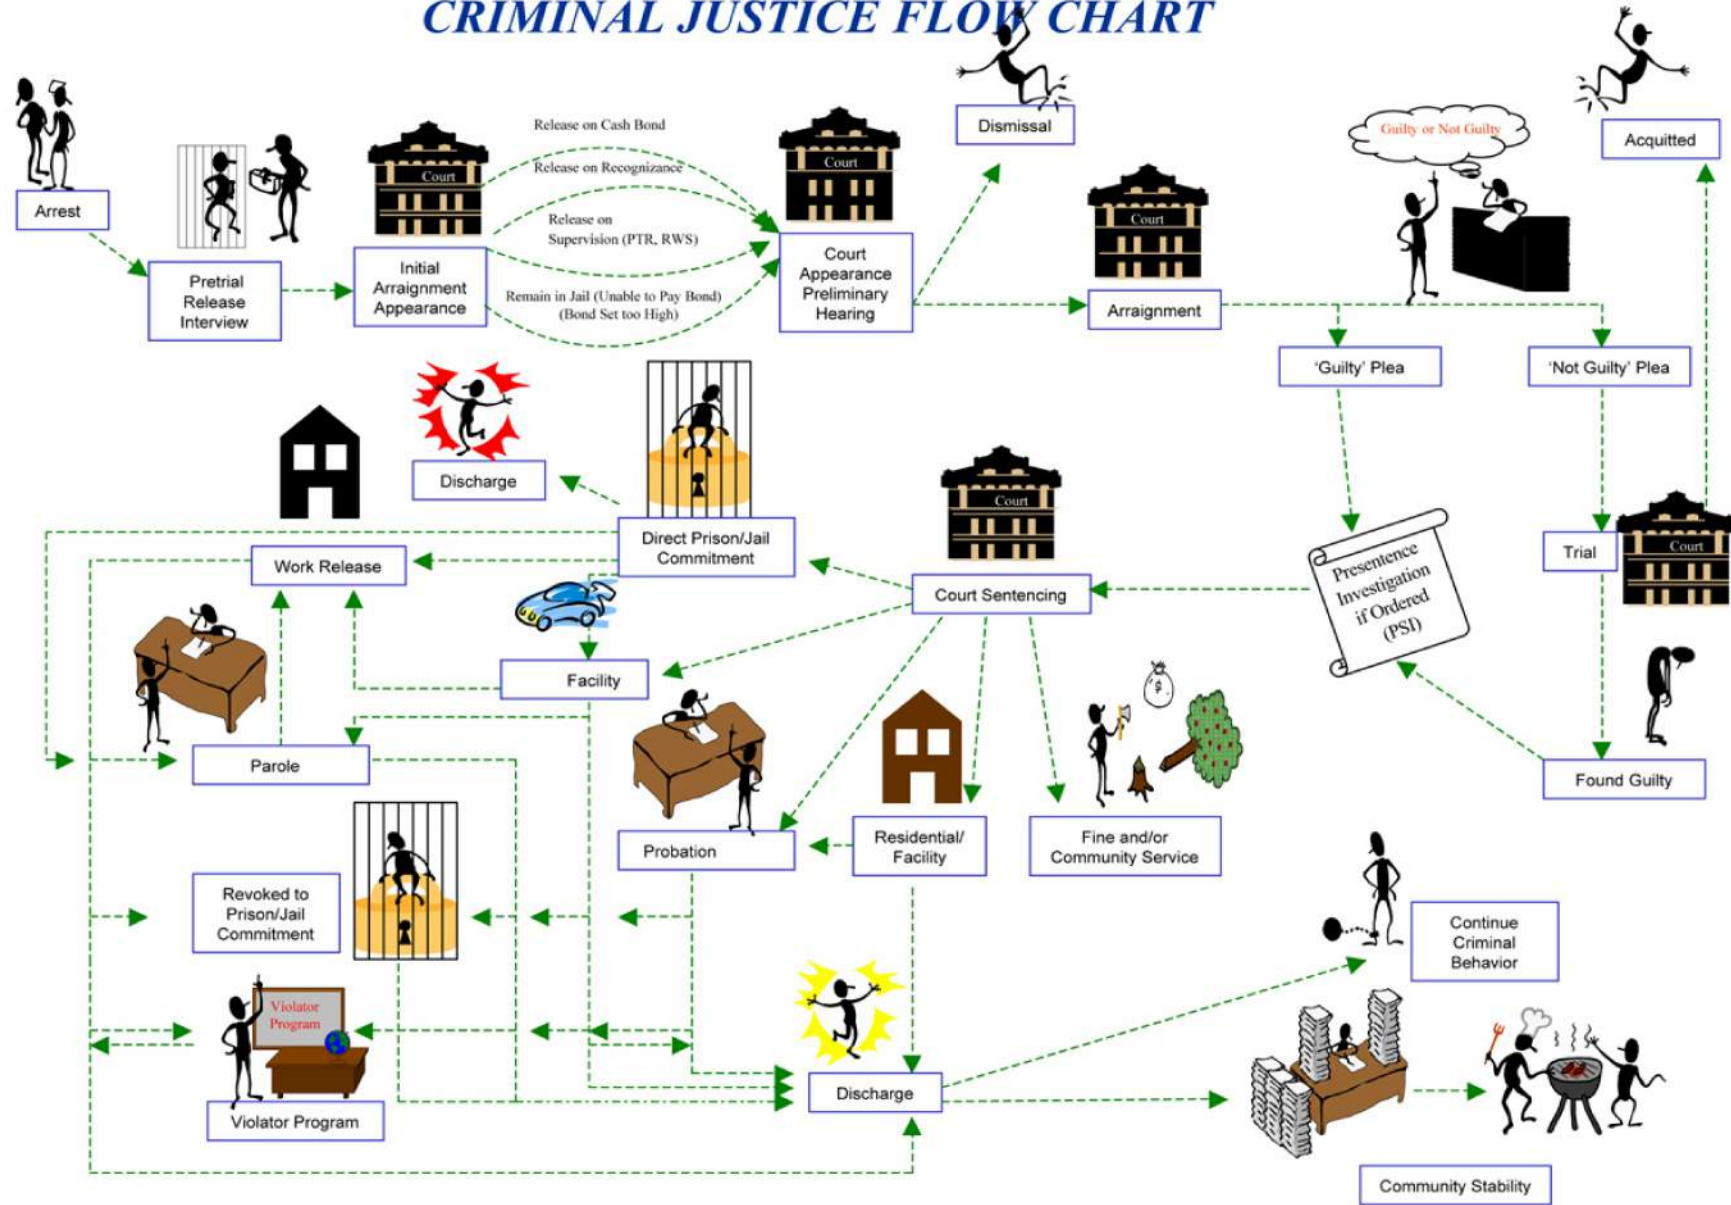 CRIMINAL JUSTICE FLOW CHART
Arrest
Pretrial
Release
Interview
Court
Initial
Arraignment
Appearance
Release on Cash Bond
Release on Recognizance
Release on
Supervision (PTR, RWS)
Remain in Jail (Unable to Pay Bond)
(Bond Set too High)
Court
Court
Appearance
Preliminary
Hearing
Dismissal
Court
Arraignment
Guilty or Not Guilty
Acquitted
'Guilty' Plea
'Not Guilty' Plea
Discharge
Direct Prison/Jail
Commitment
Work Release
Court
Court Sentencing
Presentence
Investigation
if Ordered
(PSI)
Trial
Court
Facility
$
Parole
Found Guilty
Probation
Residential/
Facility
Fine and/or
Community Service
Revoked to
Prison/Jail
Commitment
Continue
Criminal
Behavior
Violator
Program
Violator Program
Discharge
Community Stability